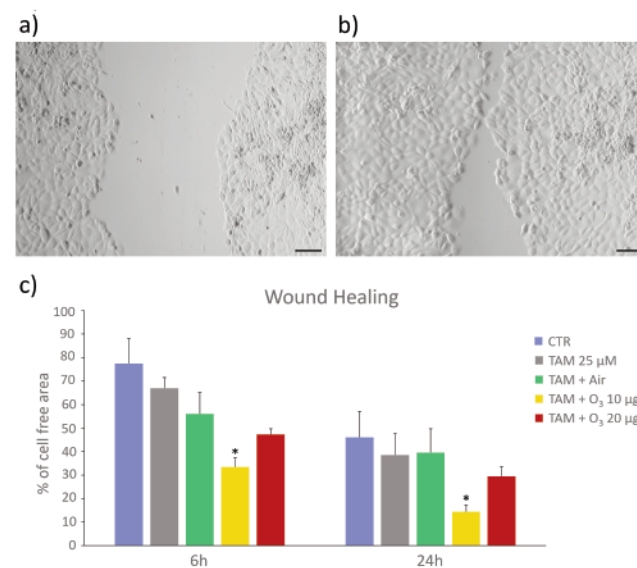 a)
b)
c)
Wound Healing
% of cell free area
100
90
80
70
60
50
40
30
20
10
0
*
*
6h
24h
CTR
TAM 25 µM
TAM + Air
TAM + O₃ 10 µg
TAM + O₃ 20 µg